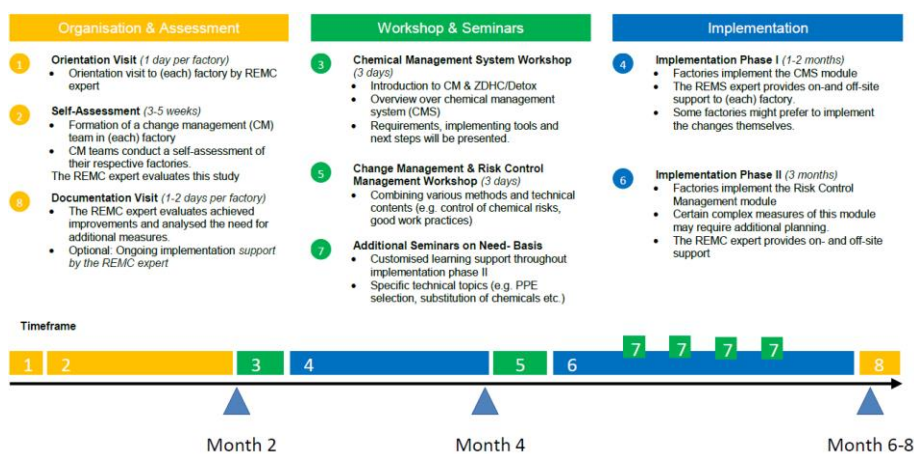 Organisation & Assessment
1
Orientation Visit (1 day per factory)
• Orientation visit to (each) factory by REMC
expert
2
Self-Assessment (3-5 weeks)
• Formation of a change management (CM)
team in (each) factory
• CM teams conduct a self-assessment of
their respective factories.
The REMC expert evaluates this study
8
Documentation Visit (1-2 days per factory)
• The REMC expert evaluates achieved
improvements and analysed the need for
additional measures.
• Optional: Ongoing implementation support
by the REMC expert
Workshop & Seminars
3
Chemical Management System Workshop
(3 days)
• Introduction to CM & ZDHC/Detox
• Overview over chemical management
system (CMS)
• Requirements, implementing tools and
next steps will be presented.
5
Change Management & Risk Control
Management Workshop (3 days)
• Combining various methods and technical
contents (e.g. control of chemical risks,
good work practices)
7
Additional Seminars on Need- Basis
• Customised learning support throughout
implementation phase II
• Specific technical topics (e.g. PPE
selection, substitution of chemicals etc.)
Implementation
4
Implementation Phase I (1-2 months)
• Factories implement the CMS module
• The REMS expert provides on-and off-site
support to (each) factory.
• Some factories might prefer to implement
the changes themselves.
6
Implementation Phase II (3 months)
• Factories implement the Risk Control
Management module
• Certain complex measures of this module
may require additional planning.
• The REMC expert provides on- and off-site
support
Timeframe
7 7 7 7
1 2 3 4 5 6 8
Month 2 Month 4 Month 6-8